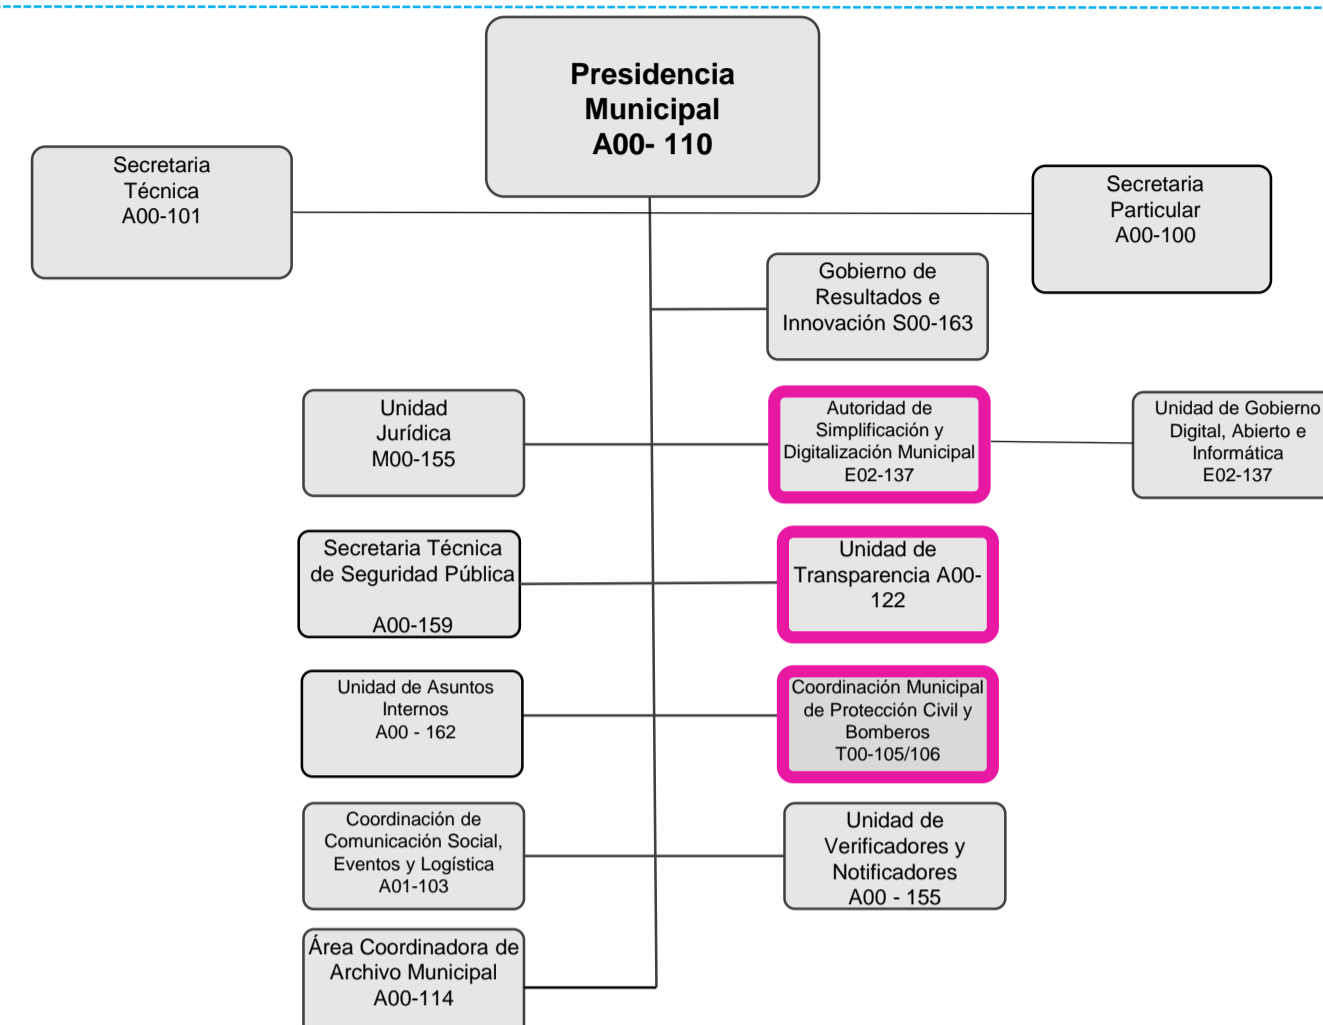 Presidencia
Municipal
A00- 110
Secretaria
Técnica
A00-101
Secretaria
Particular
A00-100
Gobierno de
Resultados e
Innovación S00-163
Unidad
Jurídica
M00-155
Autoridad de
Simplificación y
Digitalización Municipal
E02-137
Unidad de Gobierno
Digital, Abierto e
Informática
E02-137
Secretaria Técnica
de Seguridad Pública
A00-159
Unidad de
Transparencia A00-
122
Unidad de Asuntos
Internos
A00 - 162
Coordinación Municipal
de Protección Civil y
Bomberos
T00-105/106
Coordinación de
Comunicación Social,
Eventos y Logística
A01-103
Unidad de
Verificadores y
Notificadores
A00 - 155
Área Coordinadora de
Archivo Municipal
A00-114